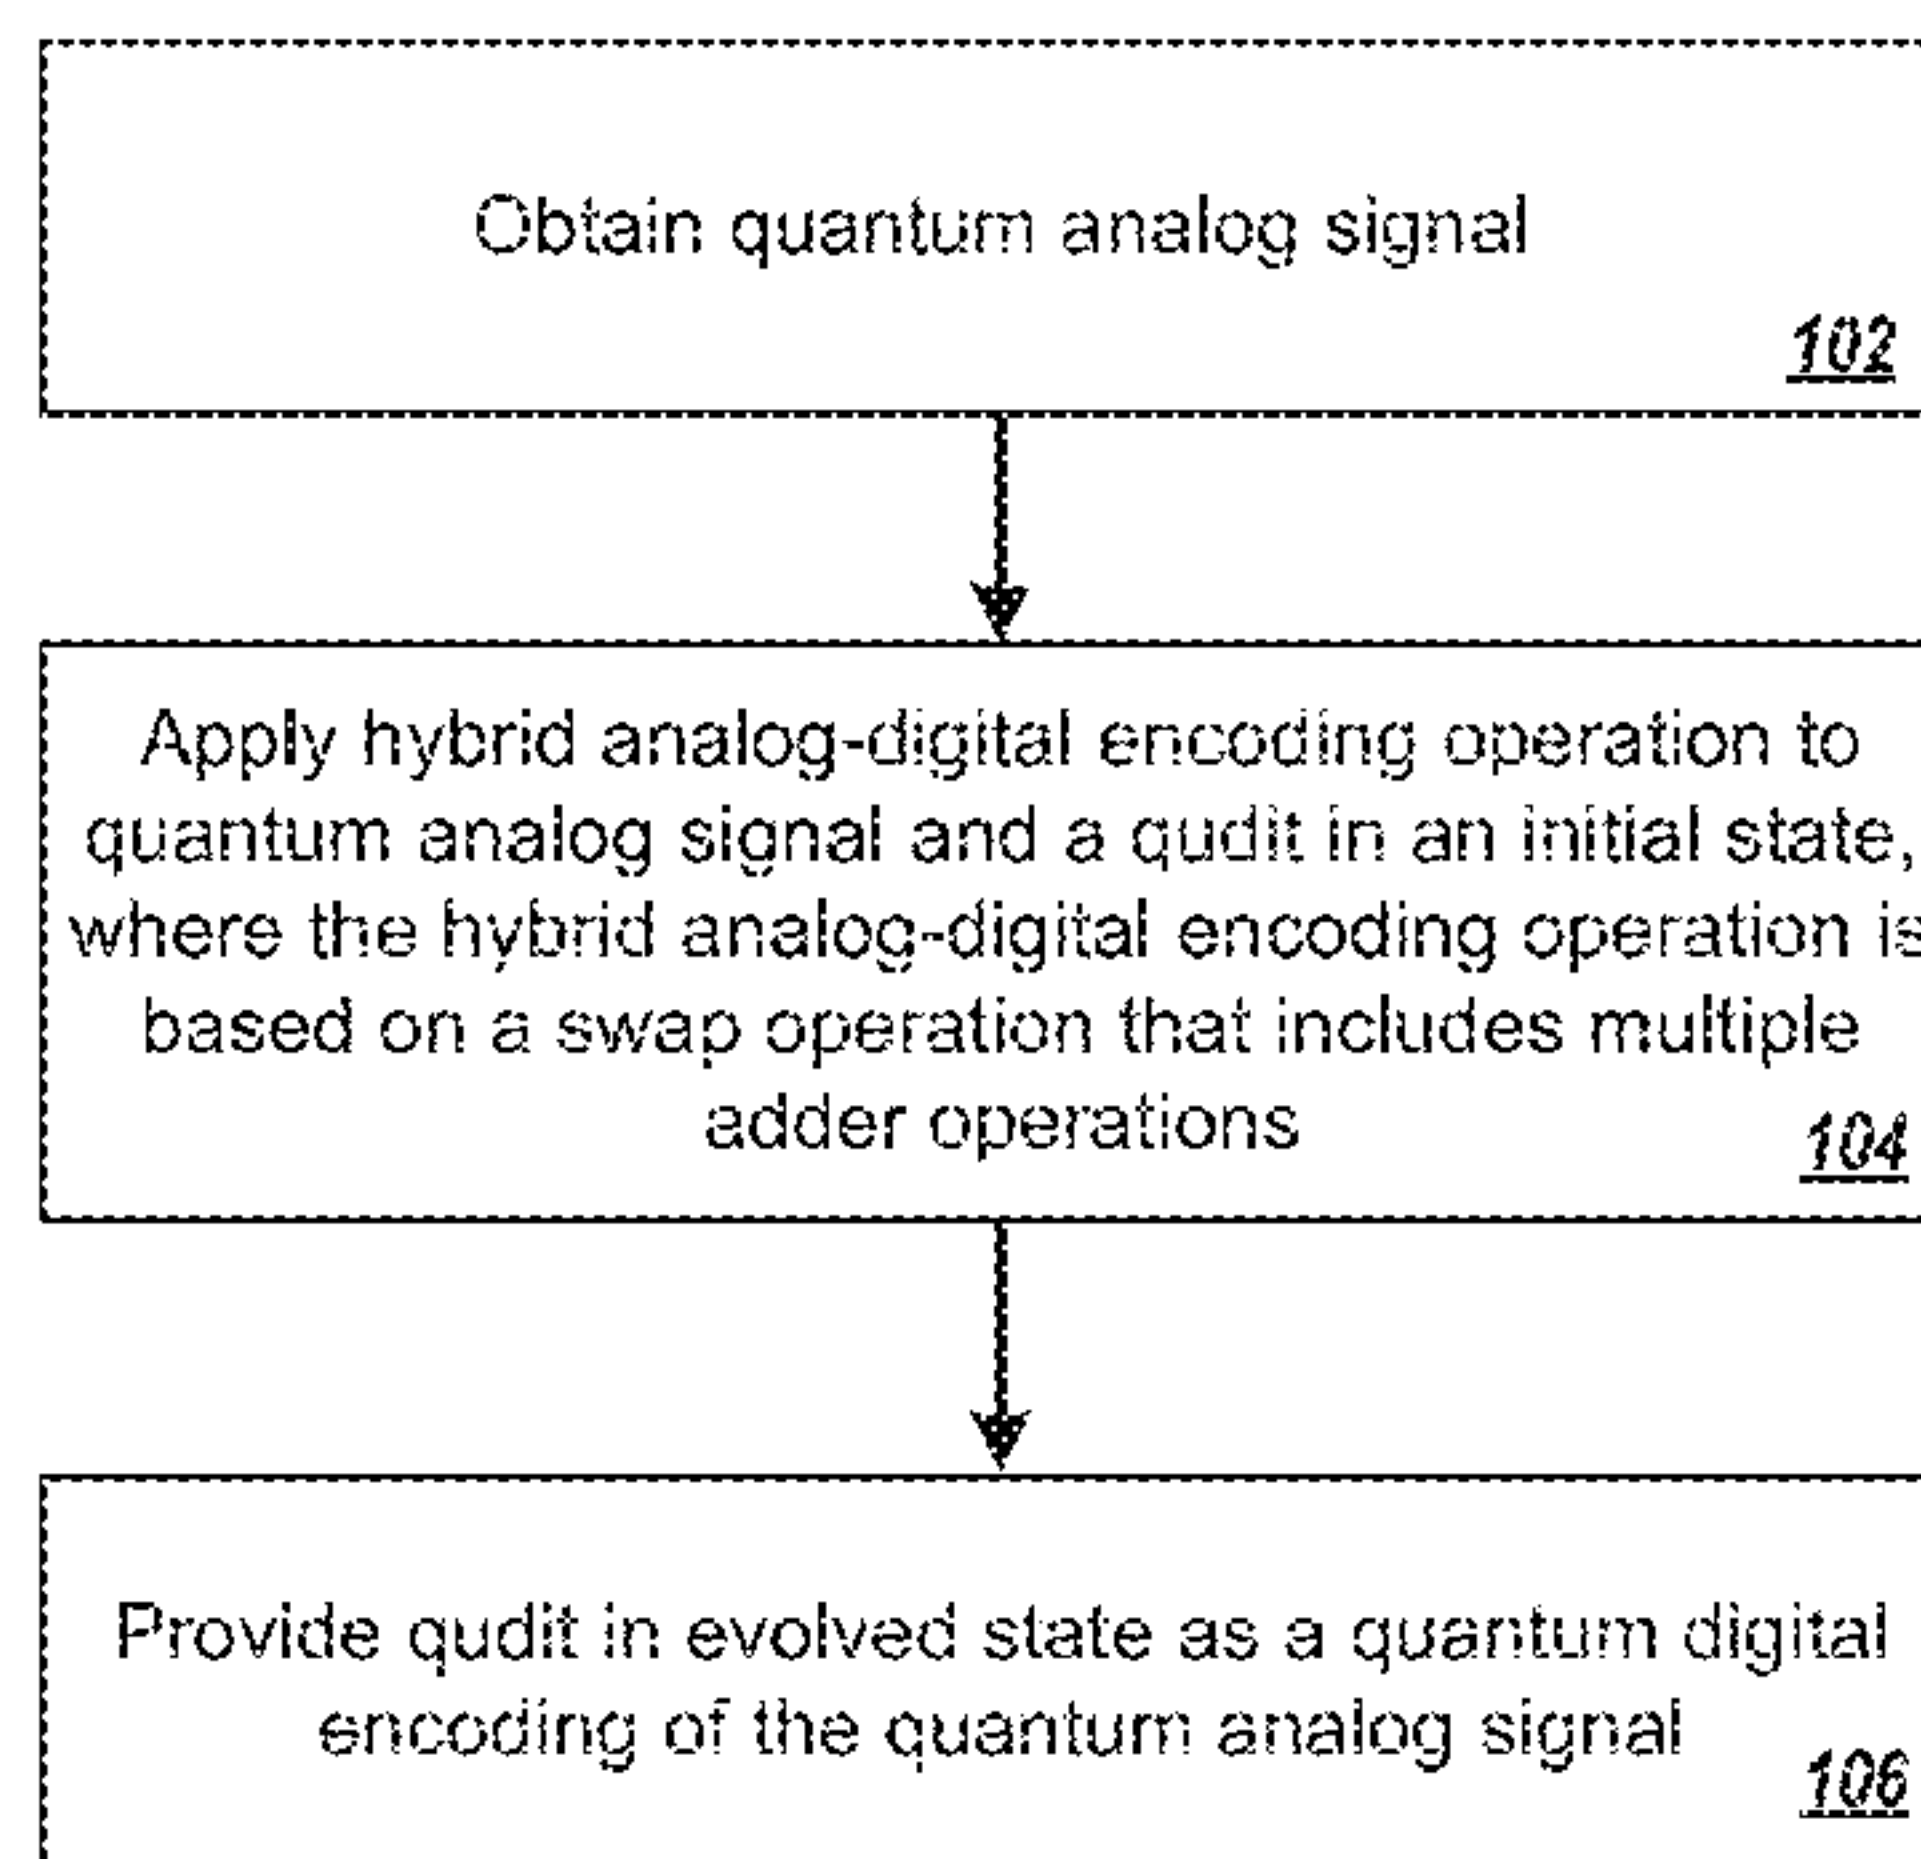 Obtain quantum analog signal
102
Apply hybrid analog-digital encoding operation to
quantum analog signal and a qudit in an initial state,
where the hybrid analog-digital encoding operation is
based on a swap operation that includes multiple
adder operations
104
Provide qudit in evolved state as a quantum digital
encoding of the quantum analog signal
106